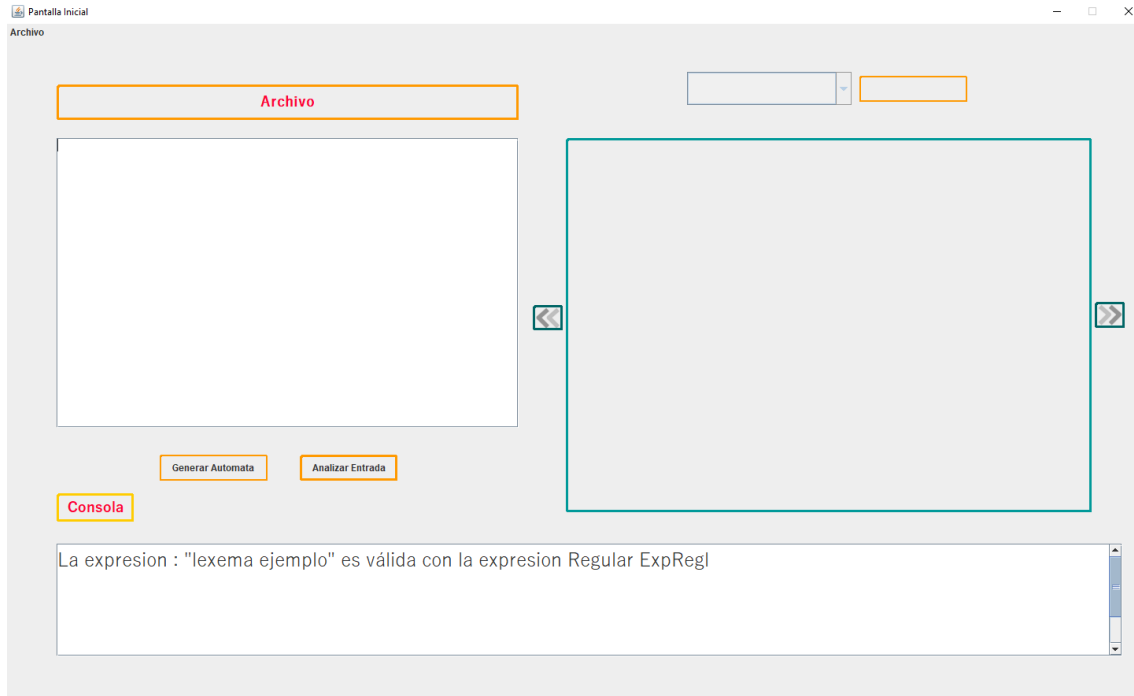 Pantalla Inicial
Archivo
Archivo
Generar Automata
Analizar Entrada
Consola
La expresion : "lexema ejemplo" es válida con la expresion Regular ExpRegl